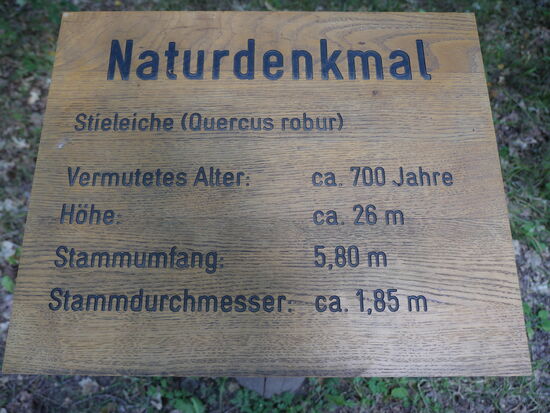 Naturdenkmal
Stieleiche (Quercus robur)
Vermutetes Alter: ca. 700 Jahre
Höhe: ca. 26 m
Stammumfang: 5,80 m
Stammdurchmesser: ca. 1,85 m